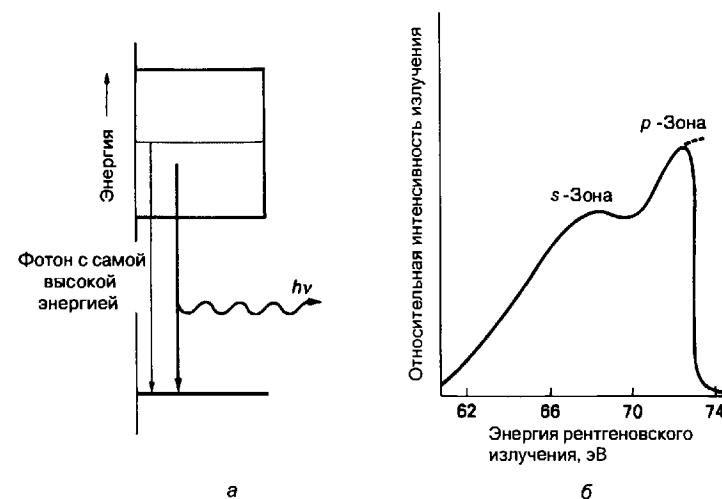 Энергия
Фотон с самой
высокой
энергией
hν
а
Относительная интенсивность излучения
s-Зона
p -Зона
62 66 70 74
Энергия рентгеновского
излучения, эВ
б